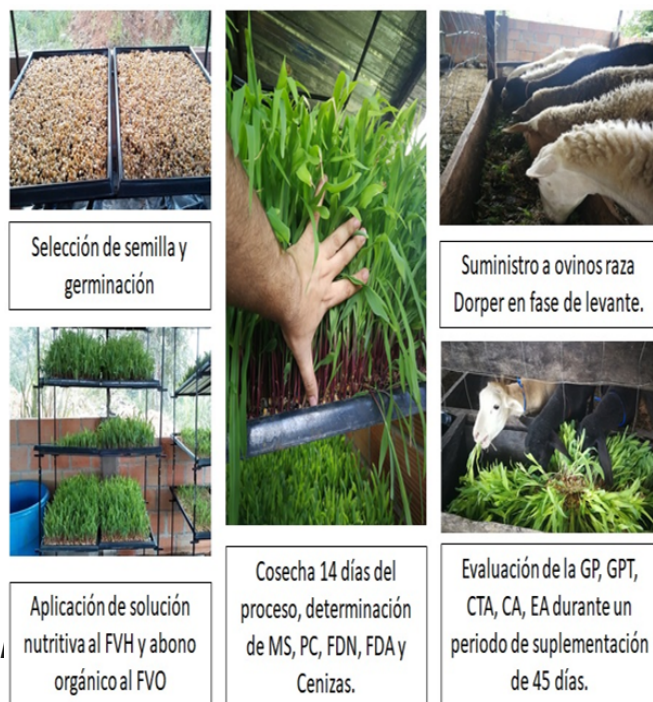 Selección de semilla y
germinación
Aplicación de solución
nutritiva al FVH y abono
orgánico al FVO
Cosecha 14 días del
proceso, determinación
de MS, PC, FDN, FDA y
Cenizas.
Suministro a ovinos raza
Dorper en fase de levante.
Evaluación de la GP, GPT,
CTA, CA, EA durante un
periodo de suplementación
de 45 días.